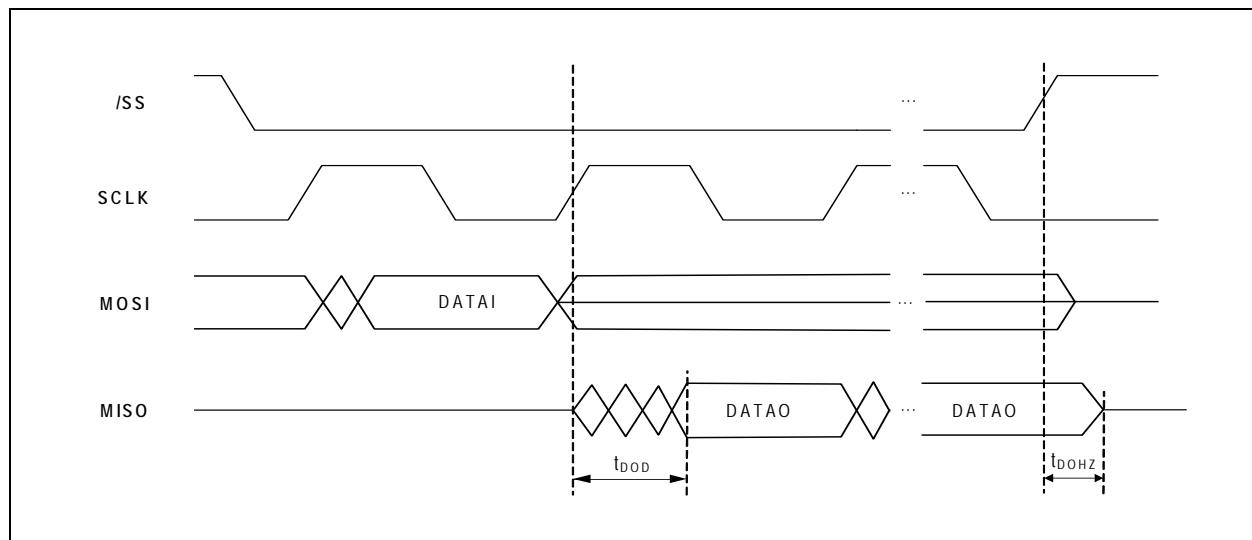 /SS
...
SCLK
...
MOSI DATAI ...
MISO DATAO ... DATAO
tDOD tDOHZ